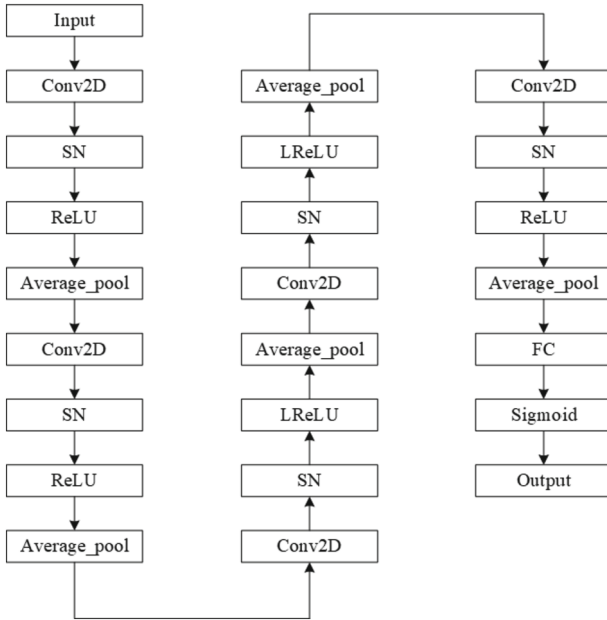 Input
Conv2D
SN
ReLU
Average_pool
Conv2D
SN
ReLU
Average_pool
Conv2D
SN
LReLU
Average_pool
Conv2D
SN
LReLU
Average_pool
Conv2D
SN
ReLU
Average_pool
FC
Sigmoid
Output